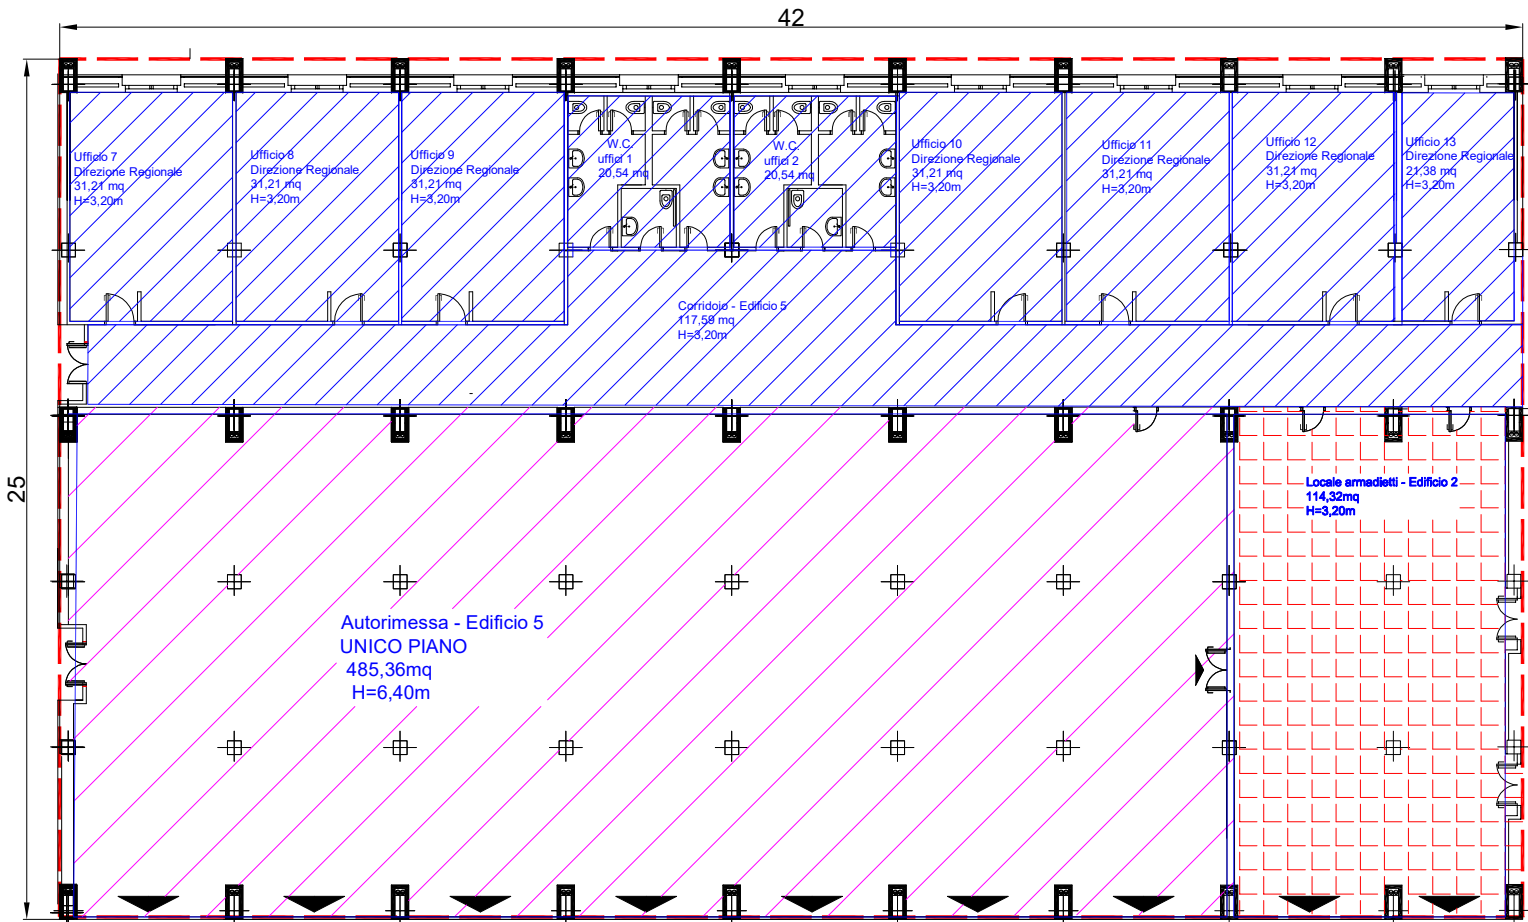 42
25
Ufficio 7
Direzione Regionale
31,21 mq
H=3,20m
Ufficio 8
Direzione Regionale
31,21 mq
H=3,20m
Ufficio 9
Direzione Regionale
31,21 mq
H=3,20m
W.C.
uffici 1
20,54 mq
W.C.
uffici 2
20,54 mq
Ufficio 10
Direzione Regionale
31,21 mq
H=3,20m
Ufficio 11
Direzione Regionale
31,21 mq
H=3,20m
Ufficio 12
Direzione Regionale
31,21 mq
H=3,20m
Ufficio 13
Direzione Regionale
21,38 mq
H=3,20m
Corridoio - Edificio 5
117,59 mq
H=3,20m
Locale armadietti - Edificio 2
114,32mq
H=3,20m
Autorimessa - Edificio 5
UNICO PIANO
485,36mq
H=6,40m